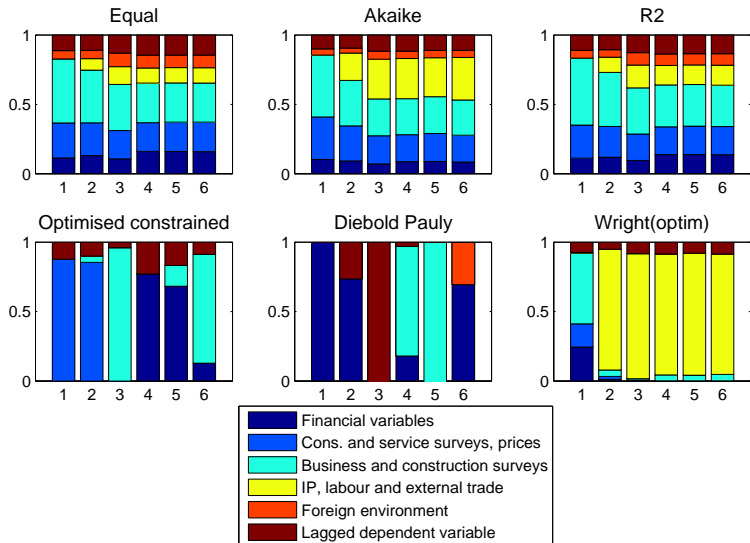 Equal
Akaike
R2
1
0.5
0
1 2 3 4 5 6
1
0.5
0
1 2 3 4 5 6
1
0.5
0
1 2 3 4 5 6
Optimised constrained
Diebold Pauly
Wright(optim)
1
0.5
0
1 2 3 4 5 6
1
0.5
0
1 2 3 4 5 6
1
0.5
0
1 2 3 4 5 6
Financial variables
Cons. and service surveys, prices
Business and construction surveys
IP, labour and external trade
Foreign environment
Lagged dependent variable